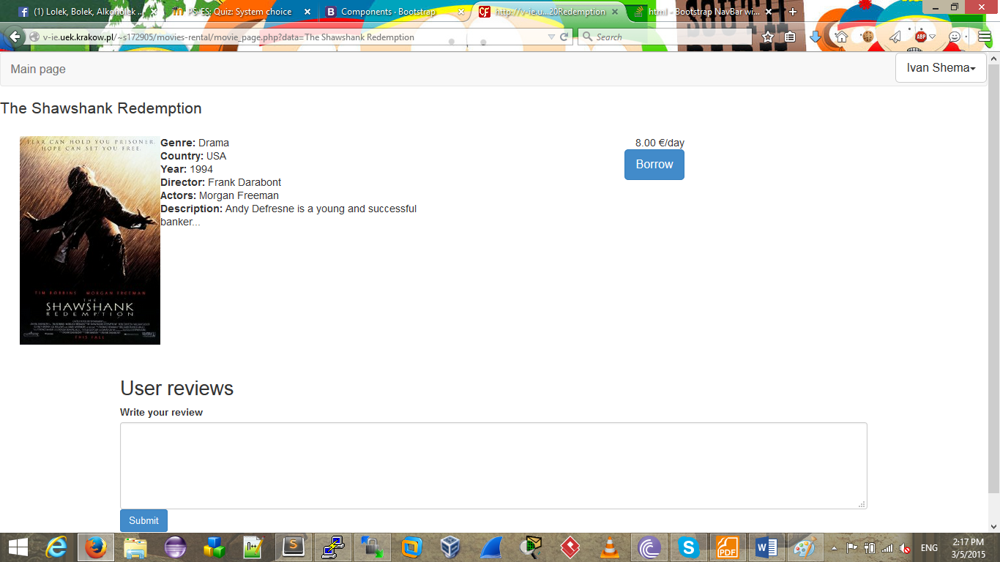 (1) Lolek, Bolek, Alkoholek
PS-ES: Quiz: System choice
Components · Bootstrap
http://v-ie.u...20Redemption
html - Bootstrap NavBar wi...
v-ie.uek.krakow.pl/~s172905/movies-rental/movie_page.php?data=The Shawshank Redemption
Search
ABP
Main page
Ivan Shema
The Shawshank Redemption
FEAR CAN HOLD YOU PRISONER.
HOPE CAN SET YOU FREE.
TIM ROBBINS MORGAN FREEMAN
THE
SHAWSHANK
REDEMPTION
THIS FALL
Genre: Drama
Country: USA
Year: 1994
Director: Frank Darabont
Actors: Morgan Freeman
Description: Andy Defresne is a young and successful
banker...
8.00 €/day
Borrow
User reviews
Write your review
Submit
PDF
ENG
2:17 PM
3/5/2015